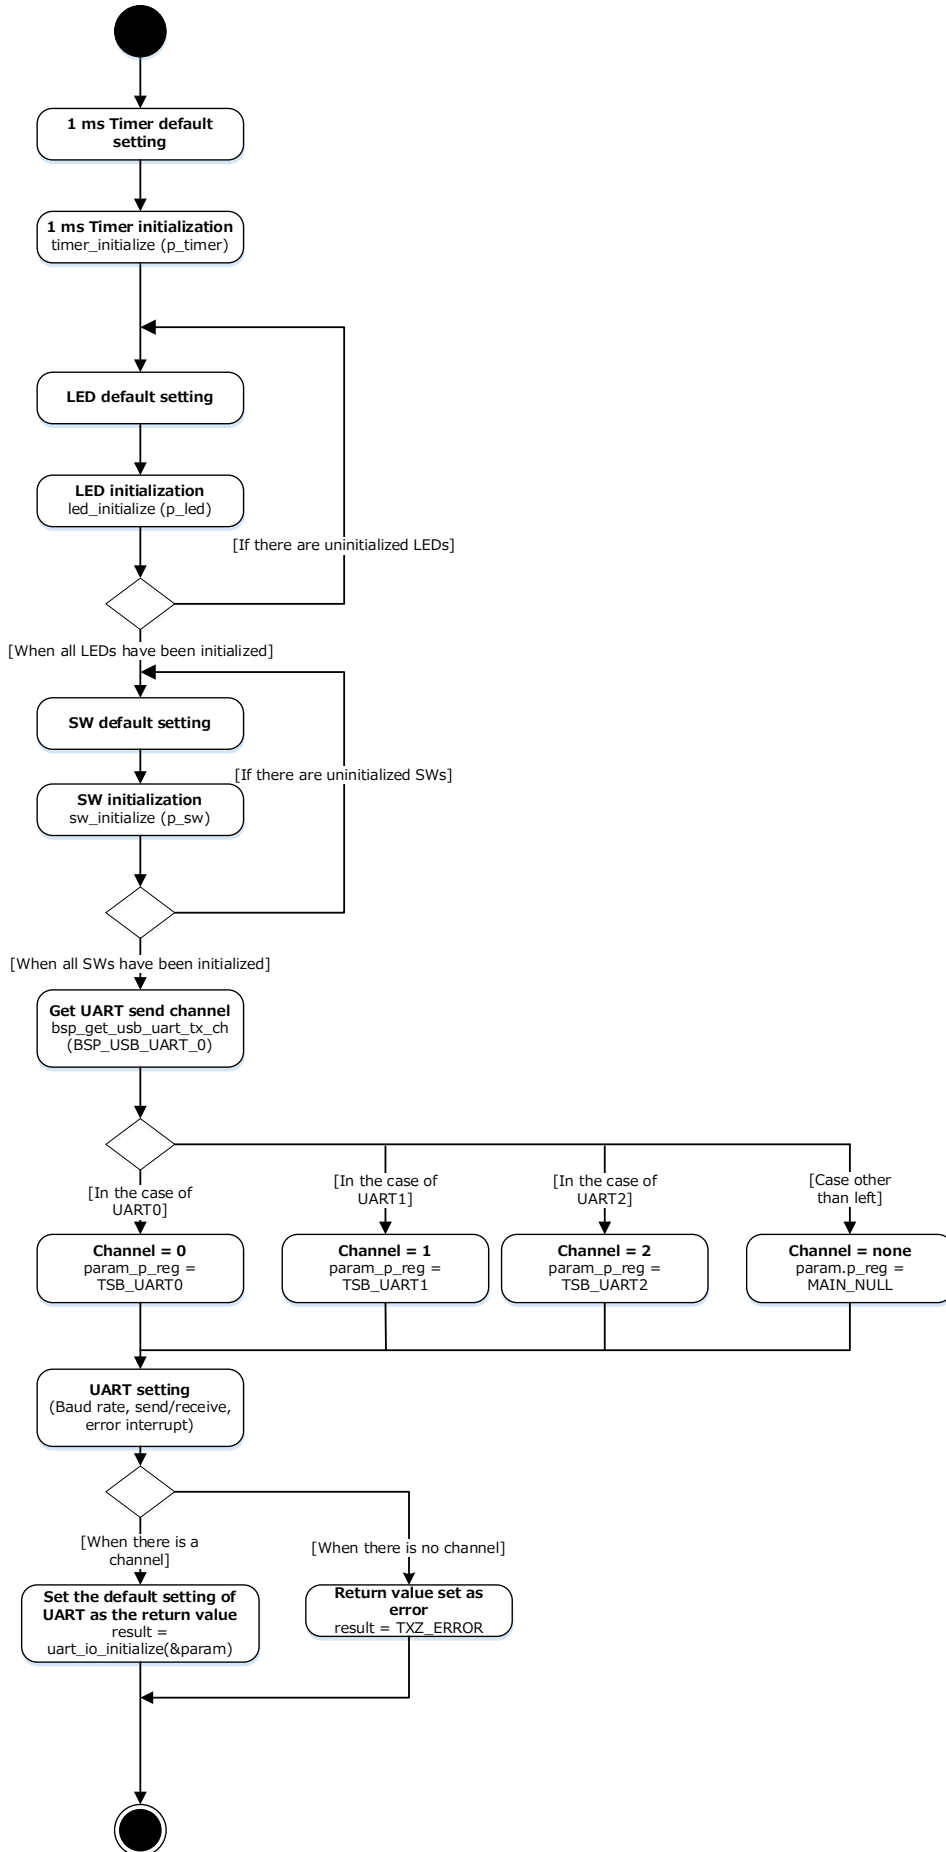 1 ms Timer default
setting
1 ms Timer initialization
timer_initialize (p_timer)
LED default setting
LED initialization
led_initialize (p_led)
[If there are uninitialized LEDs]
[When all LEDs have been initialized]
SW default setting
[If there are uninitialized SWs]
SW initialization
sw_initialize (p_sw)
[When all SWs have been initialized]
Get UART send channel
bsp_get_usb_uart_tx_ch
(BSP_USB_UART_0)
[In the case of
UART0]
[In the case of
UART1]
[In the case of
UART2]
[Case other
than left]
Channel = 0
param_p_reg =
TSB_UART0
Channel = 1
param_p_reg =
TSB_UART1
Channel = 2
param_p_reg =
TSB_UART2
Channel = none
param.p_reg =
MAIN_NULL
UART setting
(Baud rate, send/receive,
error interrupt)
[When there is a
channel]
[When there is no channel]
Set the default setting of
UART as the return value
result =
uart_io_initialize(&param)
Return value set as
error
result = TXZ_ERROR